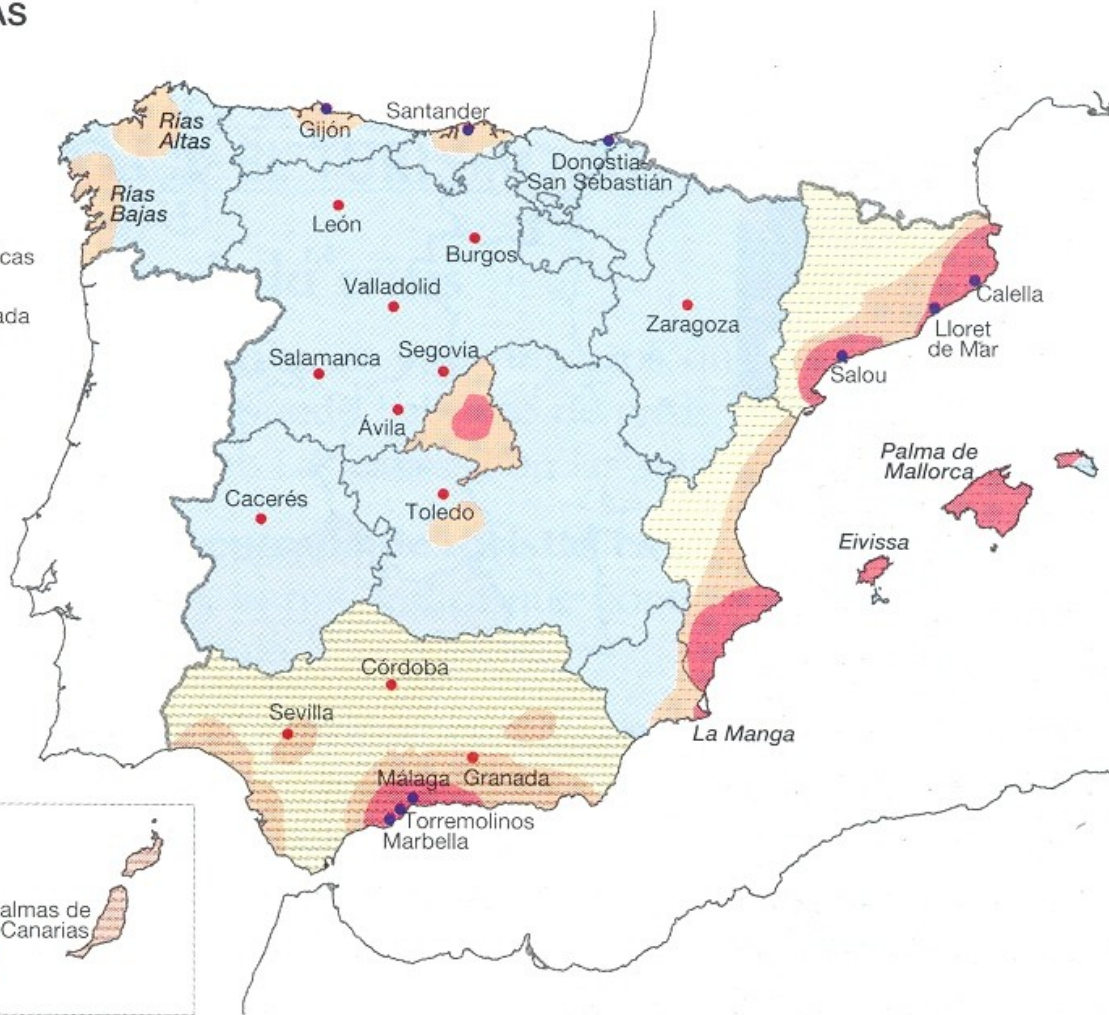 AS
Santander
Gijón
Rías
Altas
Donostia-
San Sebastián
Rías
Bajas
León
Burgos
cas
Valladolid
Calella
ada
Zaragoza
Lloret
de Mar
Salamanca
Segovia
Salou
Ávila
Palma de
Mallorca
Cacerés
Toledo
Eivissa
Córdoba
Sevilla
La Manga
Málaga
Granada
Torremolinos
Marbella
almas de
Canarias